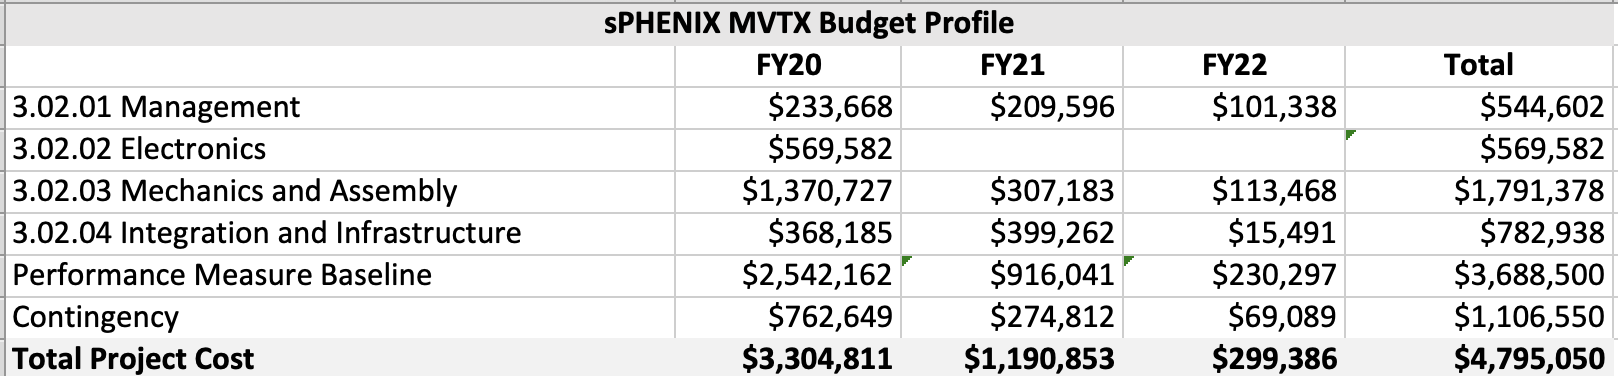 sPHENIX MVTX Budget Profile
FY20 FY21 FY22 Total
3.02.01 Management $233,668 $209,596 $101,338 $544,602
3.02.02 Electronics $569,582 $569,582
3.02.03 Mechanics and Assembly $1,370,727 $307,183 $113,468 $1,791,378
3.02.04 Integration and Infrastructure $368,185 $399,262 $15,491 $782,938
Performance Measure Baseline $2,542,162 $916,041 $230,297 $3,688,500
Contingency $762,649 $274,812 $69,089 $1,106,550
Total Project Cost $3,304,811 $1,190,853 $299,386 $4,795,050